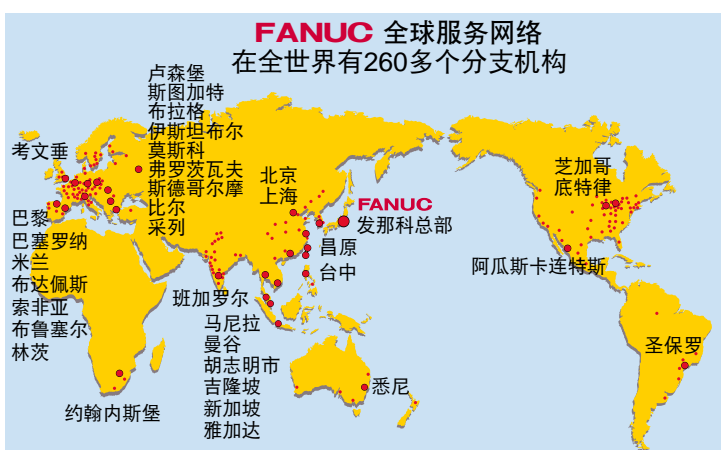 FANUC 全球服务网络
在全世界有260多个分支机构
卢森堡
斯图加特
布拉格
伊斯坦布尔
莫斯科
弗罗茨瓦夫
斯德哥尔摩
比尔
采列
考文垂
巴黎
巴塞罗纳
米兰
布达佩斯
索非亚
布鲁塞尔
林茨
约翰内斯堡
北京
上海
FANUC
发那科总部
昌原
台中
班加罗尔
马尼拉
曼谷
胡志明市
吉隆坡
新加坡
雅加达
悉尼
芝加哥
底特律
阿瓜斯卡连特斯
圣保罗